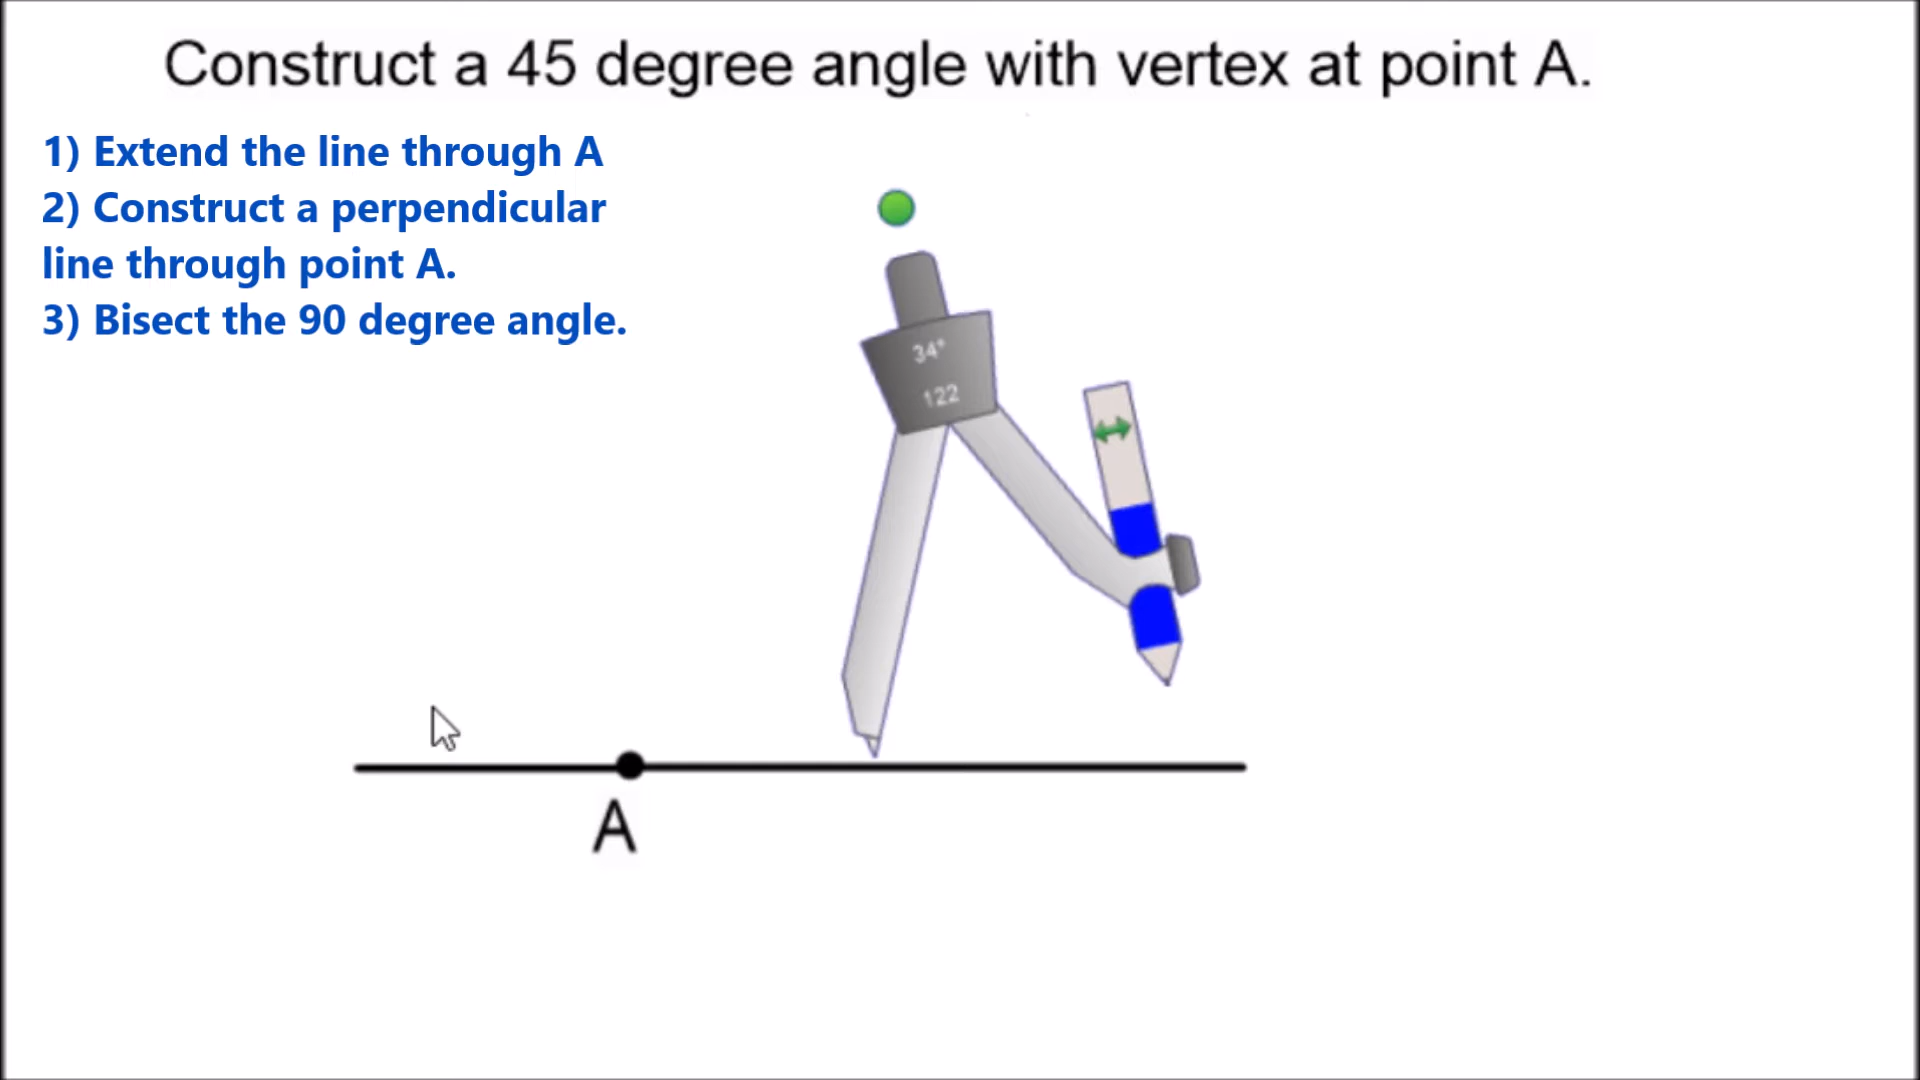 Construct a 45 degree angle with vertex at point A.
1) Extend the line through A
2) Construct a perpendicular
line through point A.
3) Bisect the 90 degree angle.
34°
122
A